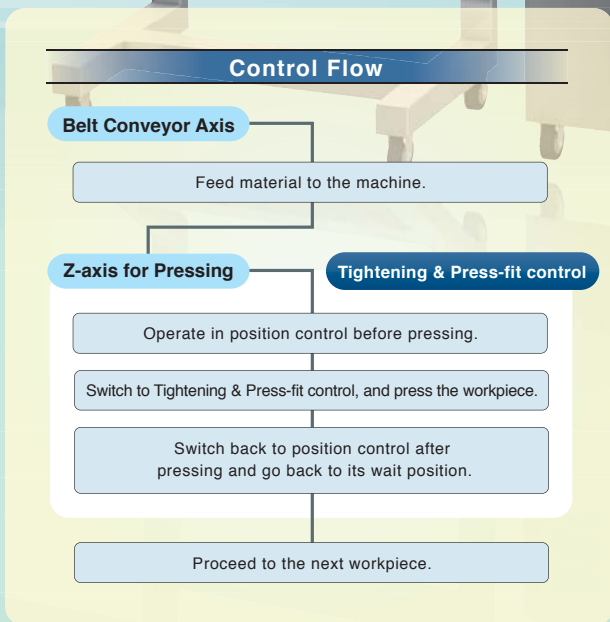 Control Flow
Belt Conveyor Axis
Feed material to the machine.
Z-axis for Pressing
Tightening & Press-fit control
Operate in position control before pressing.
Switch to Tightening & Press-fit control, and press the workpiece.
Switch back to position control after
pressing and go back to its wait position.
Proceed to the next workpiece.